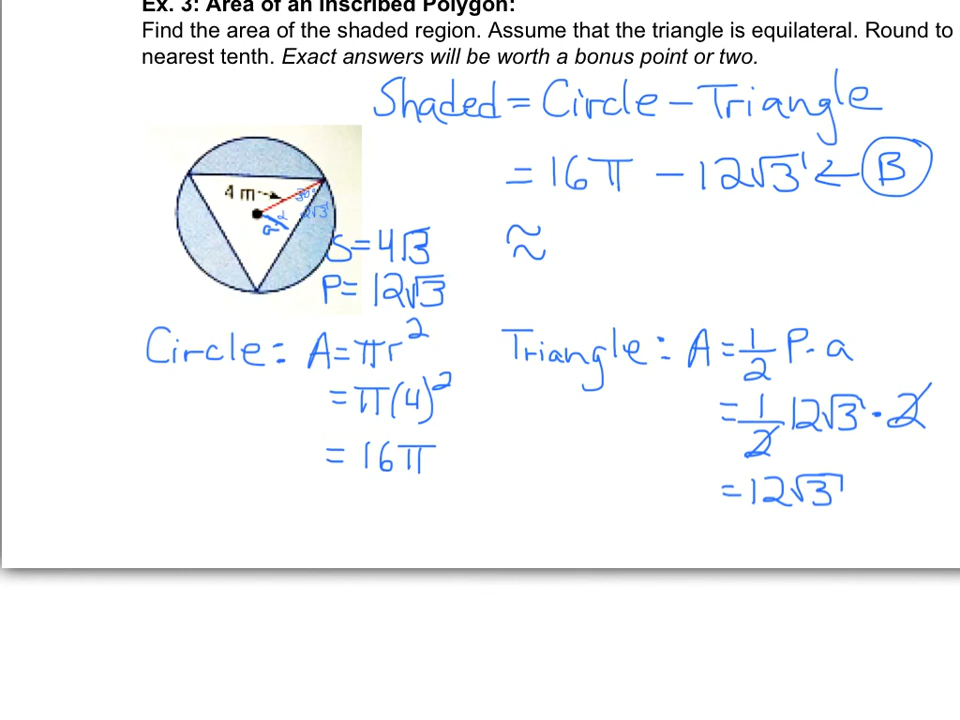 Ex. 3: Area of an Inscribed Polygon:
Find the area of the shaded region. Assume that the triangle is equilateral. Round to
nearest tenth. Exact answers will be worth a bonus point or two.
Shaded = Circle - Triangle
= 16π - 12√3 ← B
4 m
30°
2√3
a
2
S = 4√3
≈
P = 12√3
Circle: A = πr²
= π(4)²
= 16π
Triangle: A = 1/2 P · a
= 1/2 12√3 · 2
= 12√3